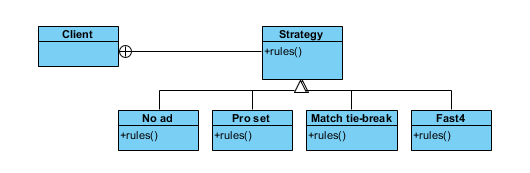 Client
Strategy
+rules()
No ad
+rules()
Pro set
+rules()
Match tie-break
+rules()
Fast4
+rules()